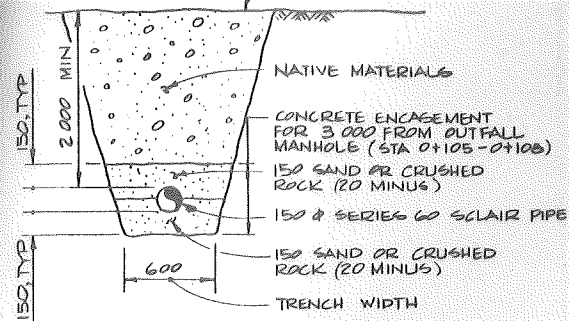 NATIVE MATERIALS
CONCRETE ENCASEMENT
FOR 3 000 FROM OUTFALL
MANHOLE (STA 0+105-0+108)
150 SAND OR CRUSHED
ROCK (20 MINUS)
150 ϕ SERIES 60 SCLAIR PIPE
150 SAND OR CRUSHED
ROCK (20 MINUS)
TRENCH WIDTH
600
2 000 MIN
150, TYP
150, TYP